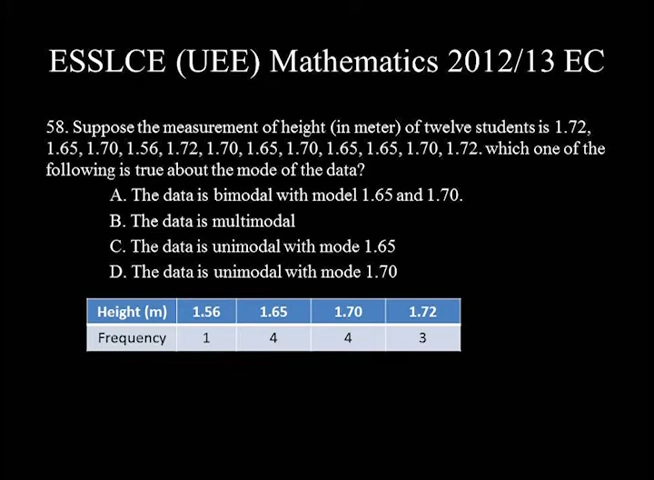 ESSLCE (UEE) Mathematics 2012/13 EC
58. Suppose the measurement of height (in meter) of twelve students is 1.72,
1.65, 1.70, 1.56, 1.72, 1.70, 1.65, 1.70, 1.65, 1.65, 1.70, 1.72. which one of the
following is true about the mode of the data?
A. The data is bimodal with model 1.65 and 1.70.
B. The data is multimodal
C. The data is unimodal with mode 1.65
D. The data is unimodal with mode 1.70
Height (m) 1.56 1.65 1.70 1.72
Frequency 1 4 4 3